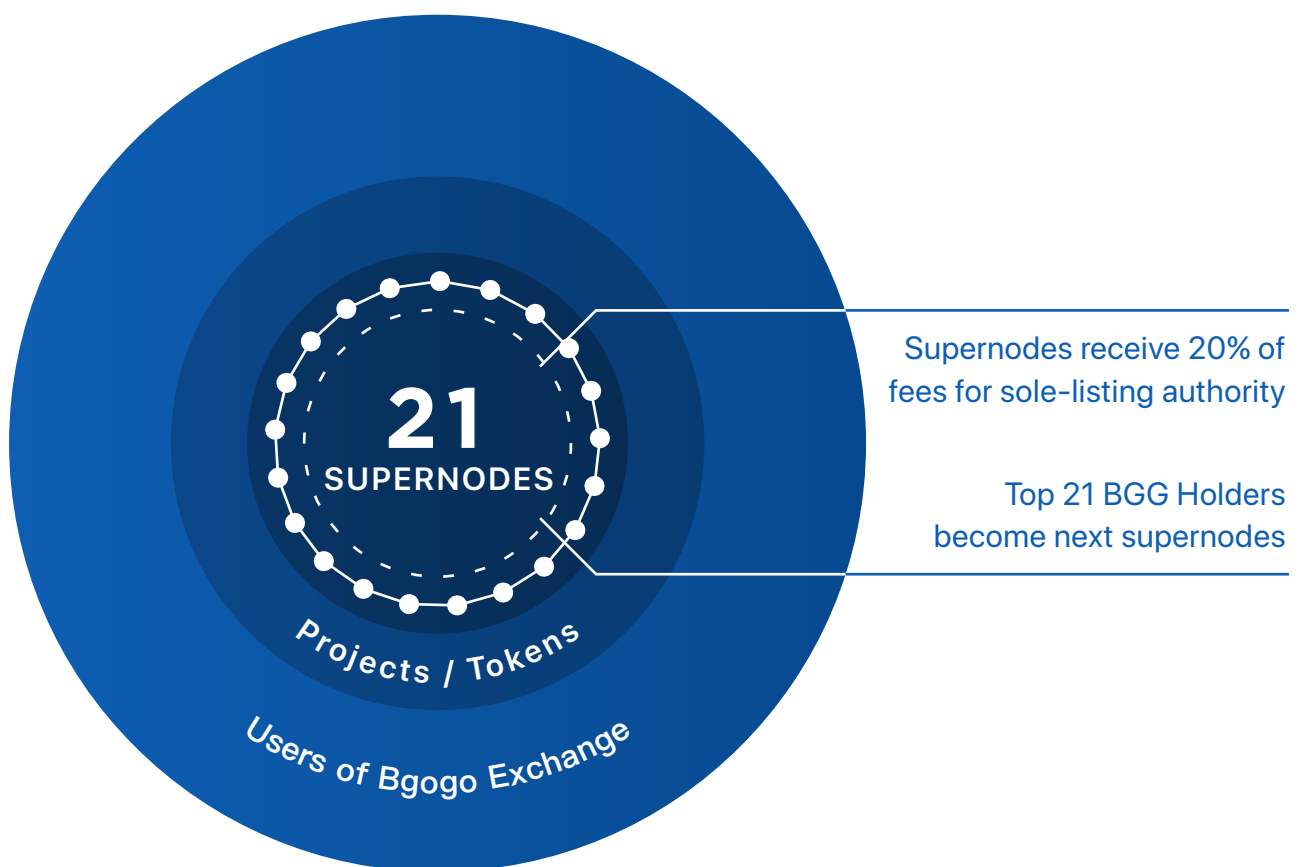 21
SUPERNODES
Projects / Tokens
Users of Bgogo Exchange
Supernodes receive 20% of
fees for sole-listing authority
Top 21 BGG Holders
become next supernodes